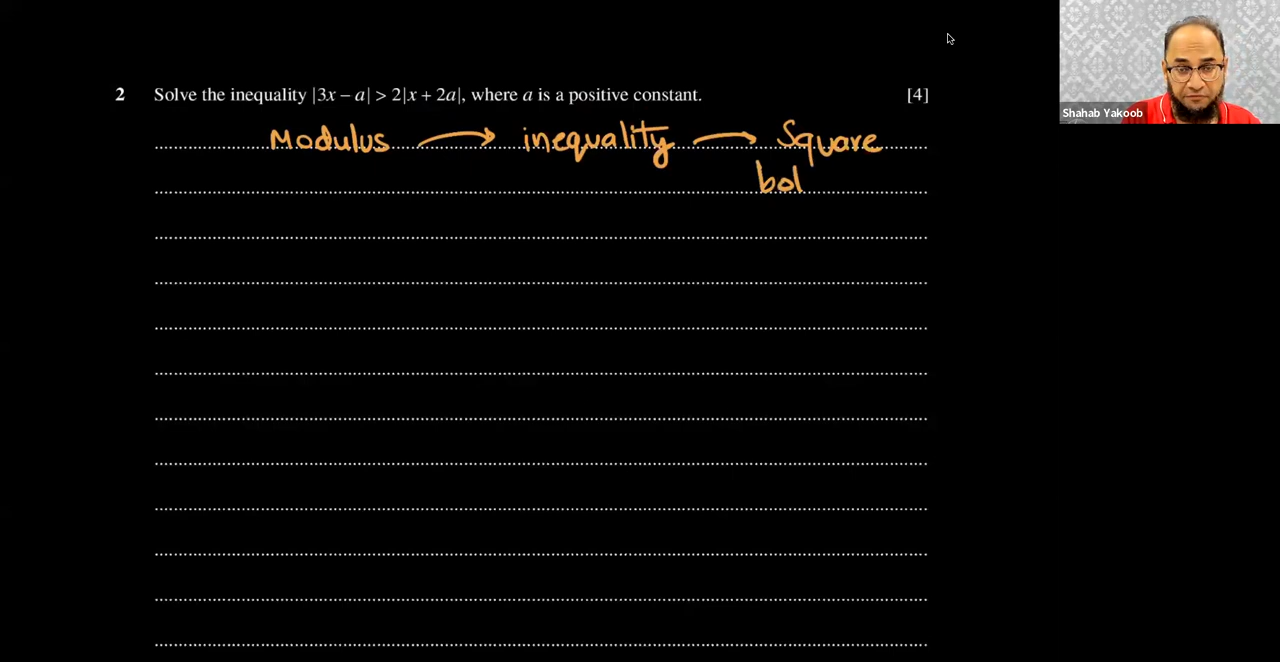 2 Solve the inequality |3x − a| > 2|x + 2a|, where a is a positive constant. [4]
Modulus → inequality → Square
bol
Shahab Yakoob